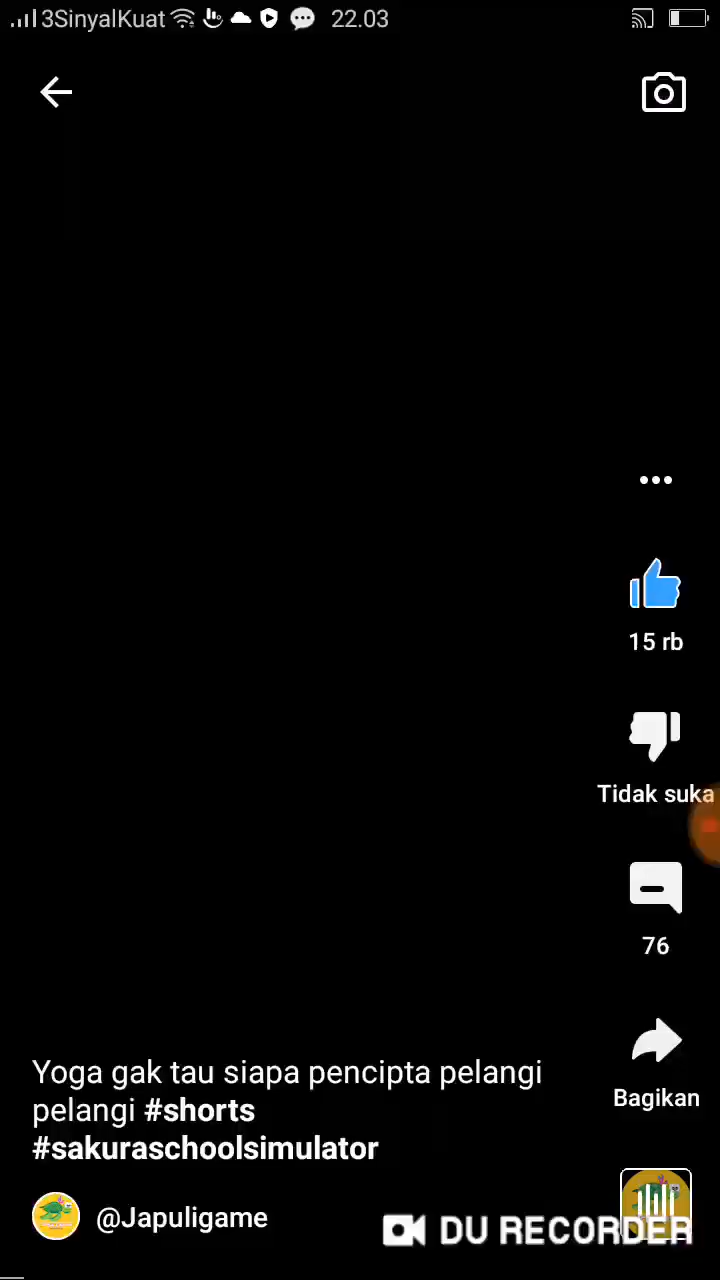 3SinyalKuat 22.03
15 rb
Tidak suka
76
Bagikan
Yoga gak tau siapa pencipta pelangi
pelangi #shorts
#sakuraschoolsimulator
@Japuligame
DU RECORDER